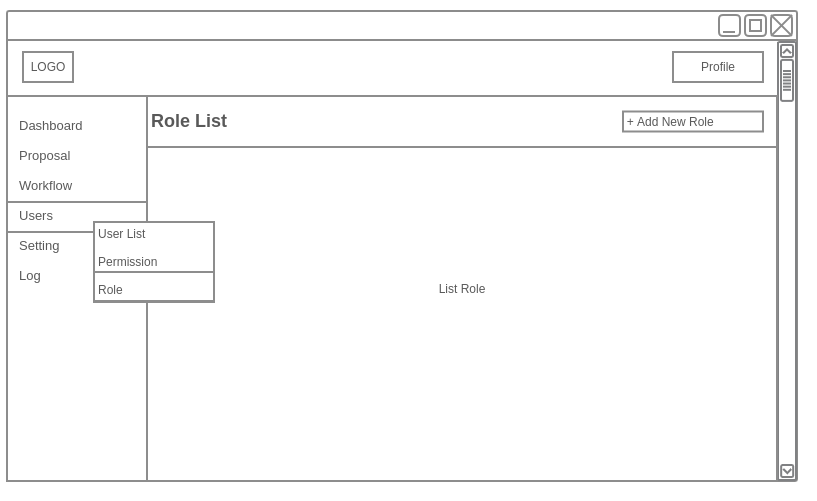 LOGO
Profile
Dashboard
Proposal
Workflow
Users
Setting
Log
User List
Permission
Role
Role List
+ Add New Role
List Role